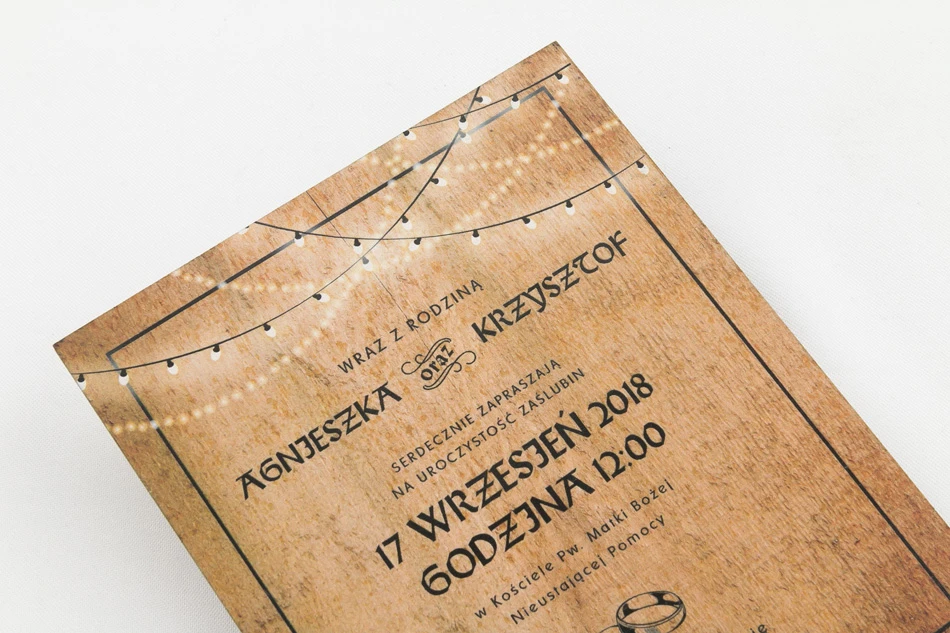 WRAZ Z RODZINĄ
AGNIESZKA oraz KRZYSZTOF
SERDECZNIE ZAPRASZAJĄ
NA UROCZYSTOŚĆ ZAŚLUBIN
17 WRZESIEŃ 2018
GODZINA 12:00
w Kościele Pw. Matki Bożej
Nieustającej Pomocy